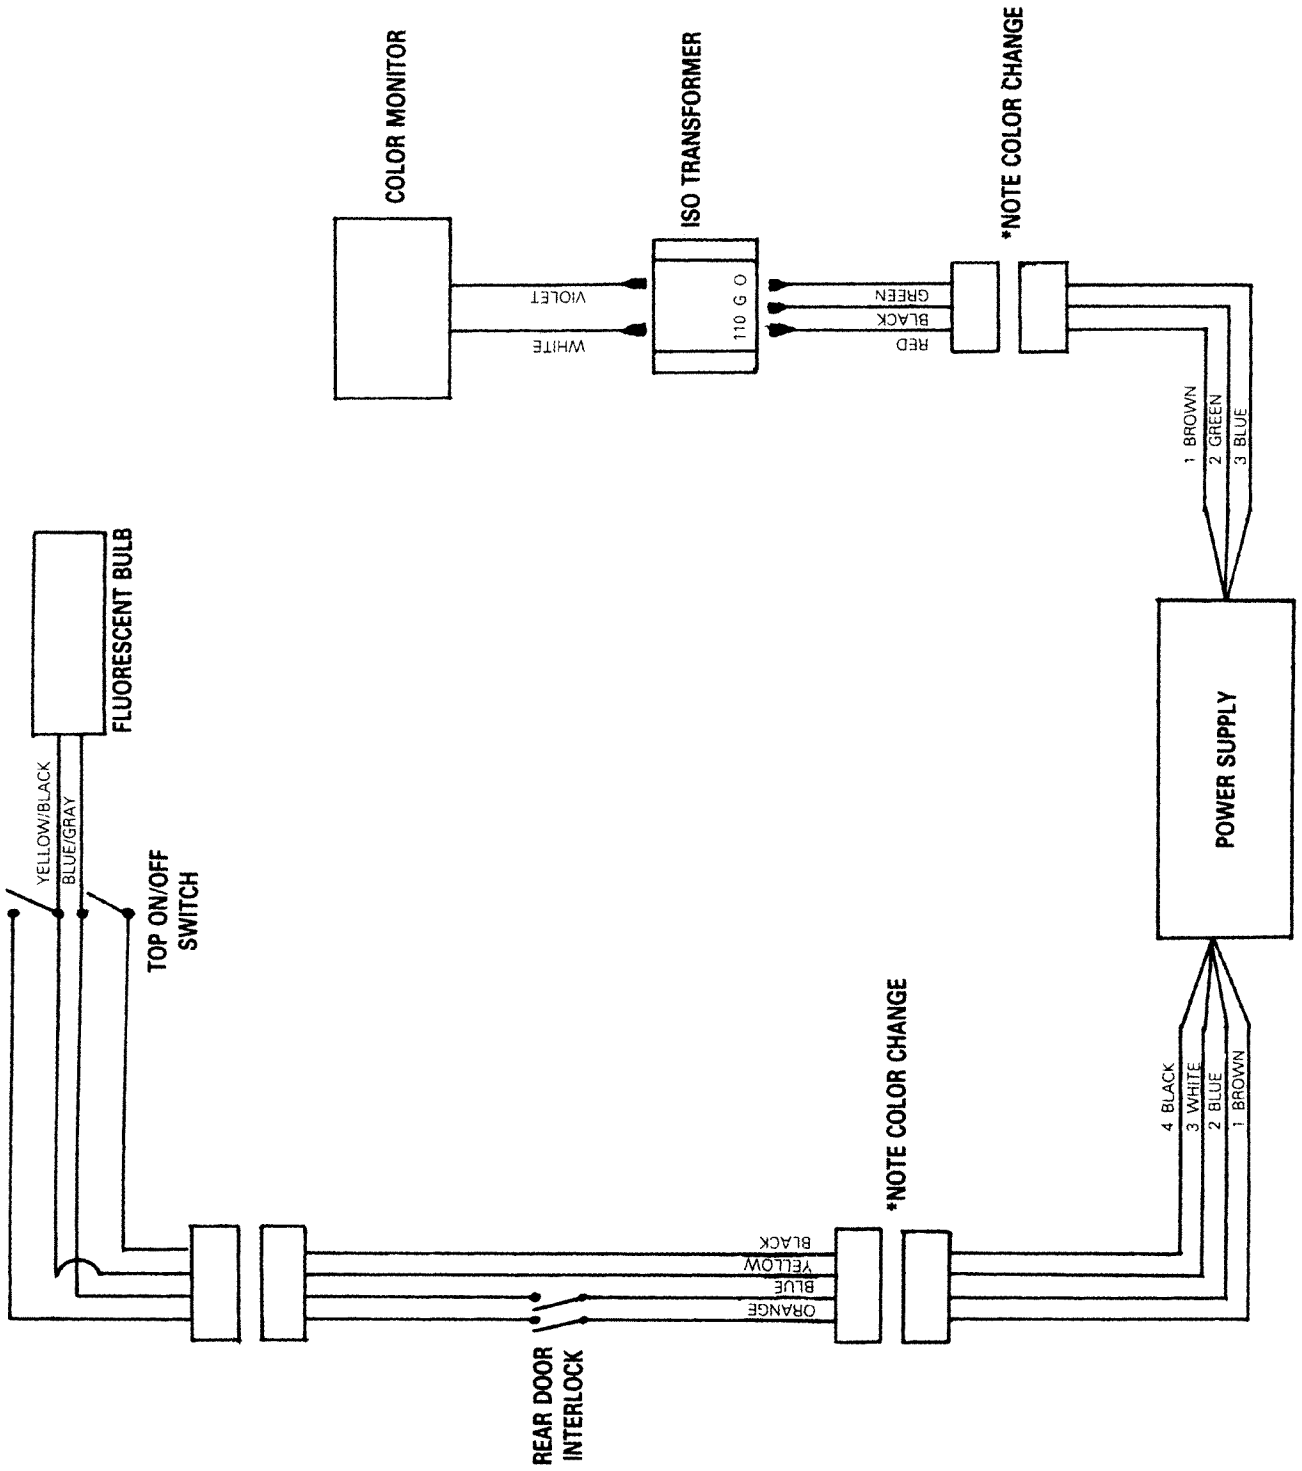 COLOR MONITOR
VIOLET
WHITE
ISO TRANSFORMER
110 G O
GREEN
BLACK
RED
*NOTE COLOR CHANGE
1 BROWN
2 GREEN
3 BLUE
FLUORESCENT BULB
YELLOW/BLACK
BLUE/GRAY
TOP ON/OFF
SWITCH
POWER SUPPLY
*NOTE COLOR CHANGE
4 BLACK
3 WHITE
2 BLUE
1 BROWN
BLACK
YELLOW
BLUE
ORANGE
REAR DOOR
INTERLOCK